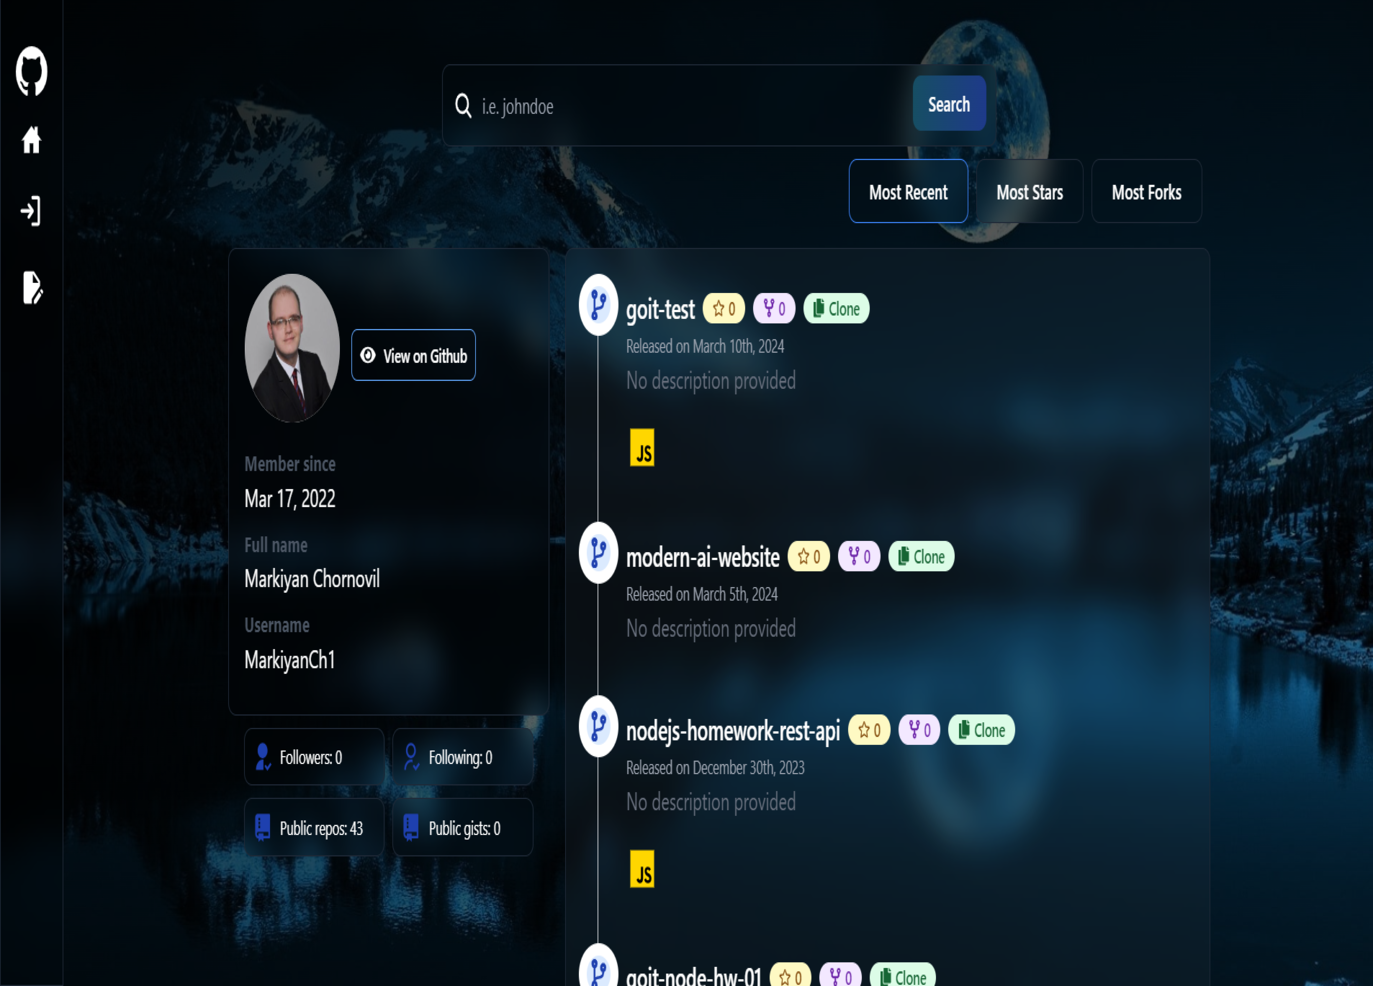 i.e. johndoe
Search
Most Recent
Most Stars
Most Forks
View on Github
Member since
Mar 17, 2022
Full name
Markiyan Chornovil
Username
MarkiyanCh1
Followers: 0
Following: 0
Public repos: 43
Public gists: 0
goit-test 0 0 Clone
Released on March 10th, 2024
No description provided
JS
modern-ai-website 0 0 Clone
Released on March 5th, 2024
No description provided
nodejs-homework-rest-api 0 0 Clone
Released on December 30th, 2023
No description provided
JS
goit-node-hw-01 0 0 Clone